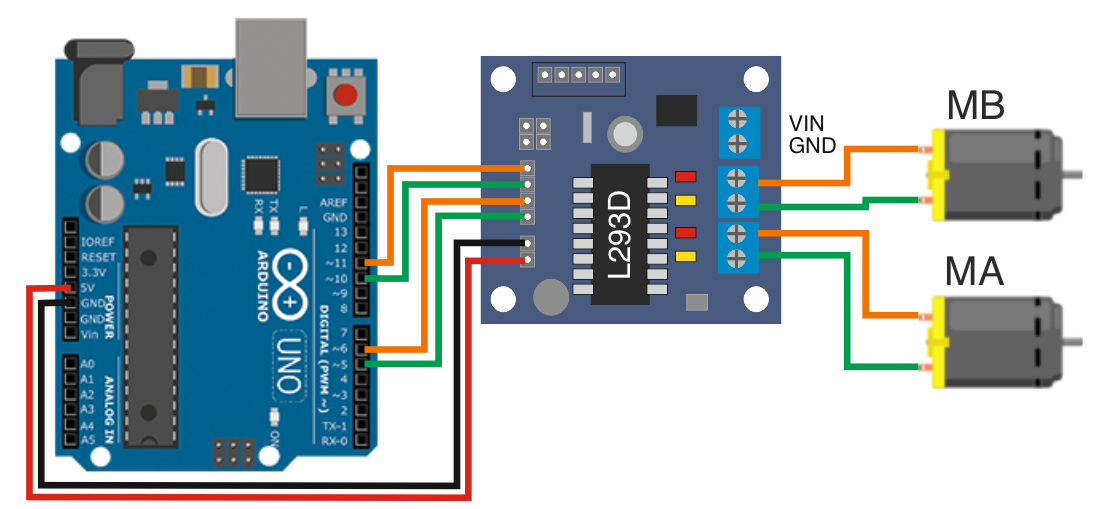 IOREF
RESET
3.3V
5V
GND
GND
Vin
POWER
A0
A1
A2
A3
A4
A5
ANALOG IN
RX
TX
L
ARDUINO
UNO
ON
AREF
GND
13
12
~11
~10
~9
8
7
~6
~5
4
~3
2
TX-1
RX-0
DIGITAL (PWM ~)
L293D
VIN
GND
MB
MA